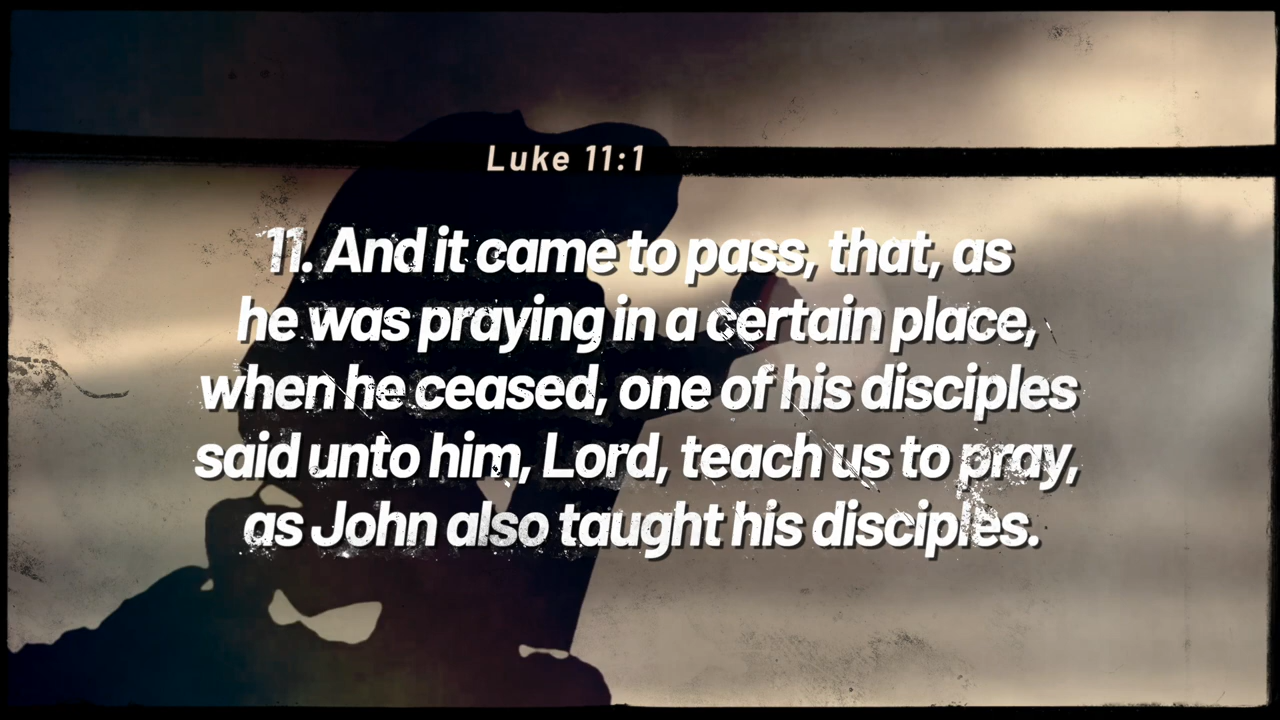 Luke 11:1
11. And it came to pass, that, as
he was praying in a certain place,
when he ceased, one of his disciples
said unto him, Lord, teach us to pray,
as John also taught his disciples.